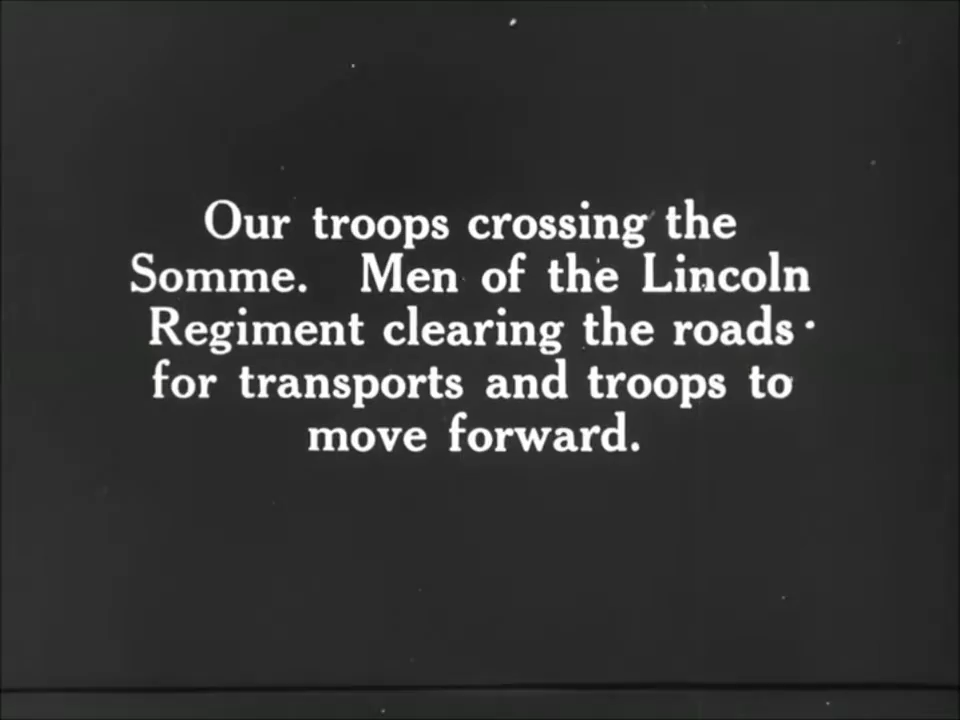 Our troops crossing the
Somme. Men of the Lincoln
Regiment clearing the roads
for transports and troops to
move forward.